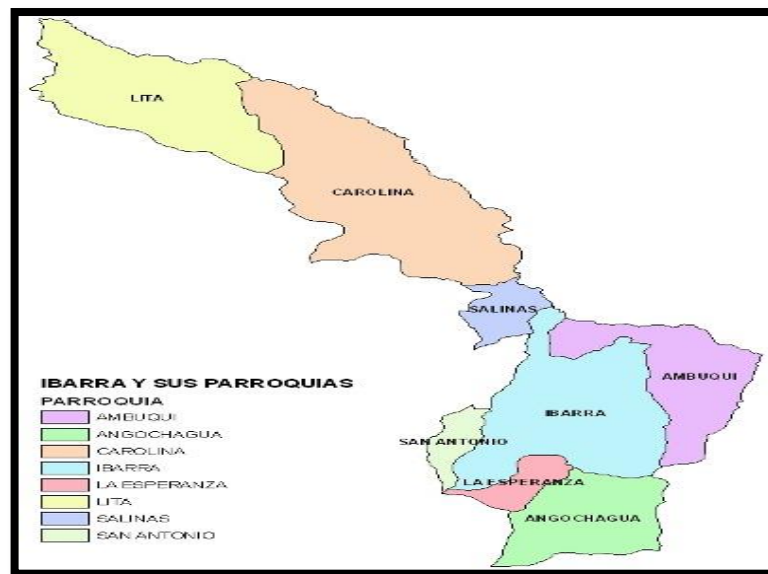 LITA
CAROLINA
SALINAS
AMBUQUI
IBARRA
SAN ANTONIO
LA ESPERANZA
ANGOCHAGUA
IBARRA Y SUS PARROQUIAS
PARROQUIA
AMBUQUI
ANGOCHAGUA
CAROLINA
IBARRA
LA ESPERANZA
LITA
SALINAS
SAN ANTONIO